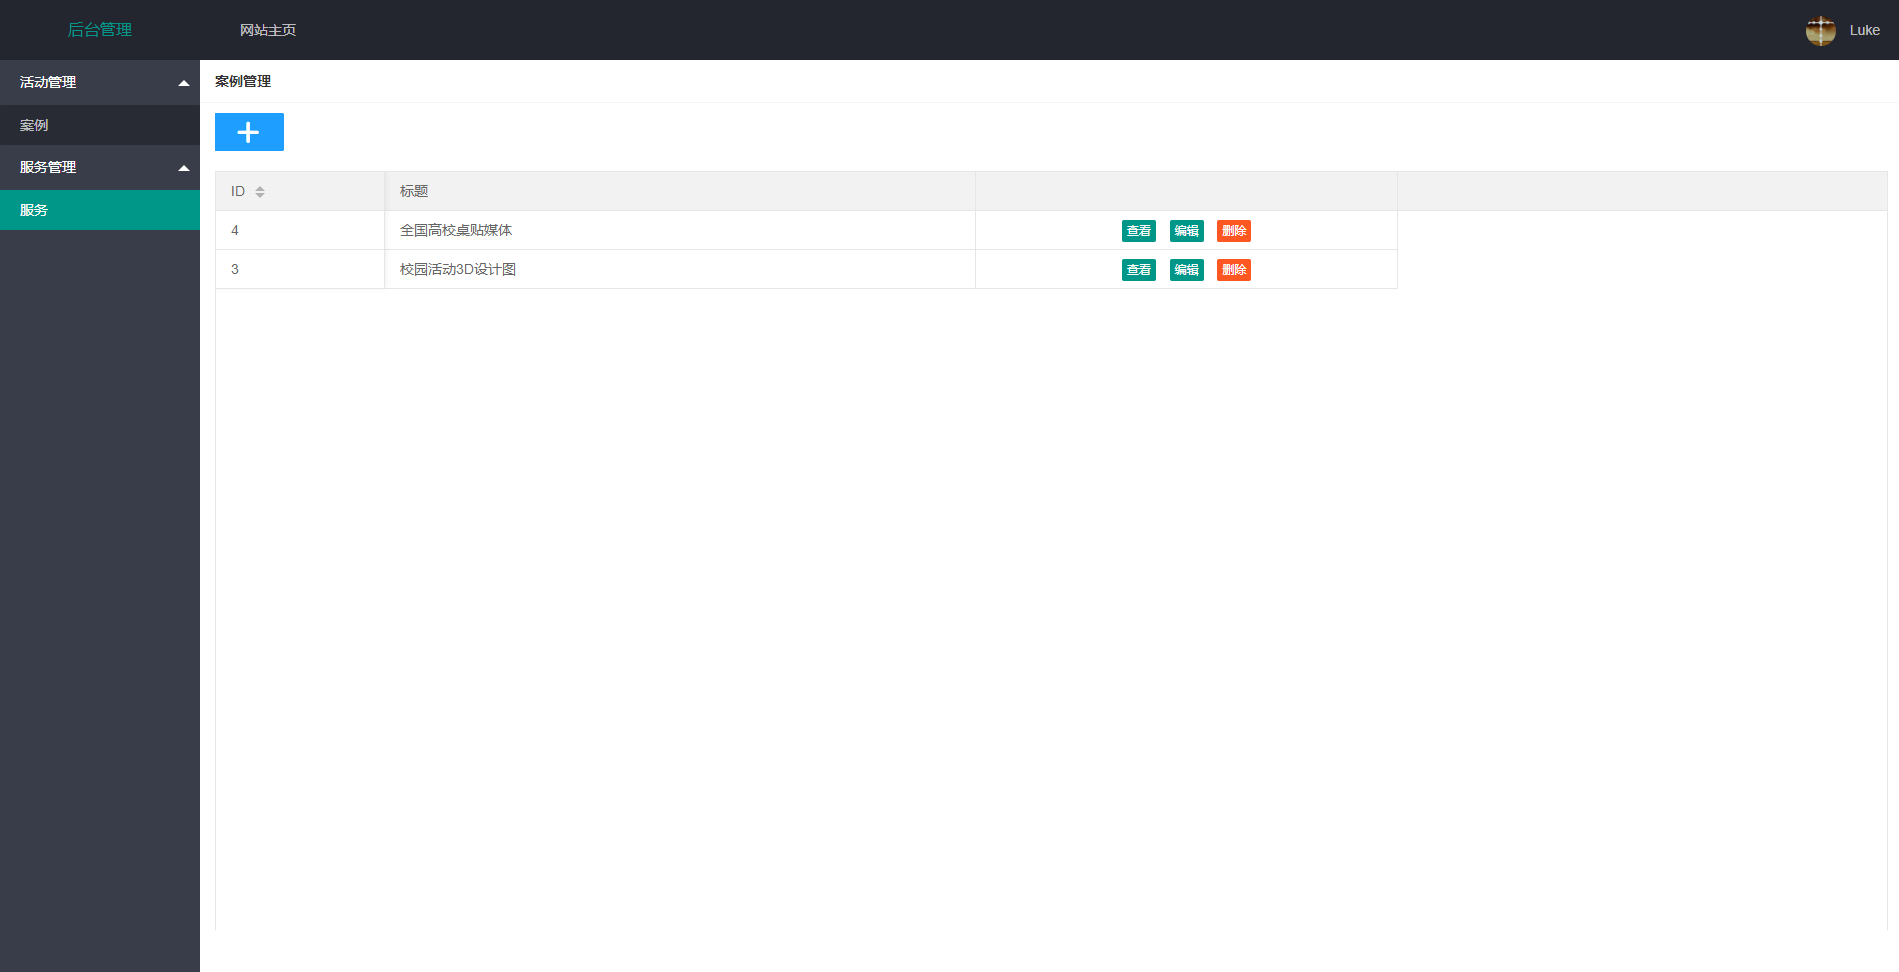 后台管理 网站主页 Luke
活动管理
案例
服务管理
服务
案例管理
ID 标题
4 全国高校桌贴媒体 查看 编辑 删除
3 校园活动3D设计图 查看 编辑 删除